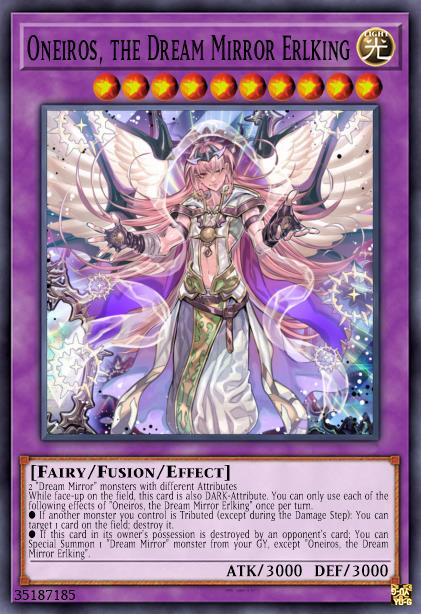 ONEIROS, THE DREAM MIRROR ERLKING
LIGHT
光
[FAIRY/FUSION/EFFECT]
2 "Dream Mirror" monsters with different Attributes
While face-up on the field, this card is also DARK-Attribute. You can only use each of the
following effects of "Oneiros, the Dream Mirror Erlking" once per turn.
● If another monster you control is Tributed (except during the Damage Step): You can
target 1 card on the field; destroy it.
● If this card in its owner's possession is destroyed by an opponent's card: You can
Special Summon 1 "Dream Mirror" monster from your GY, except "Oneiros, the Dream
Mirror Erlking".
ATK/3000 DEF/3000
35187185